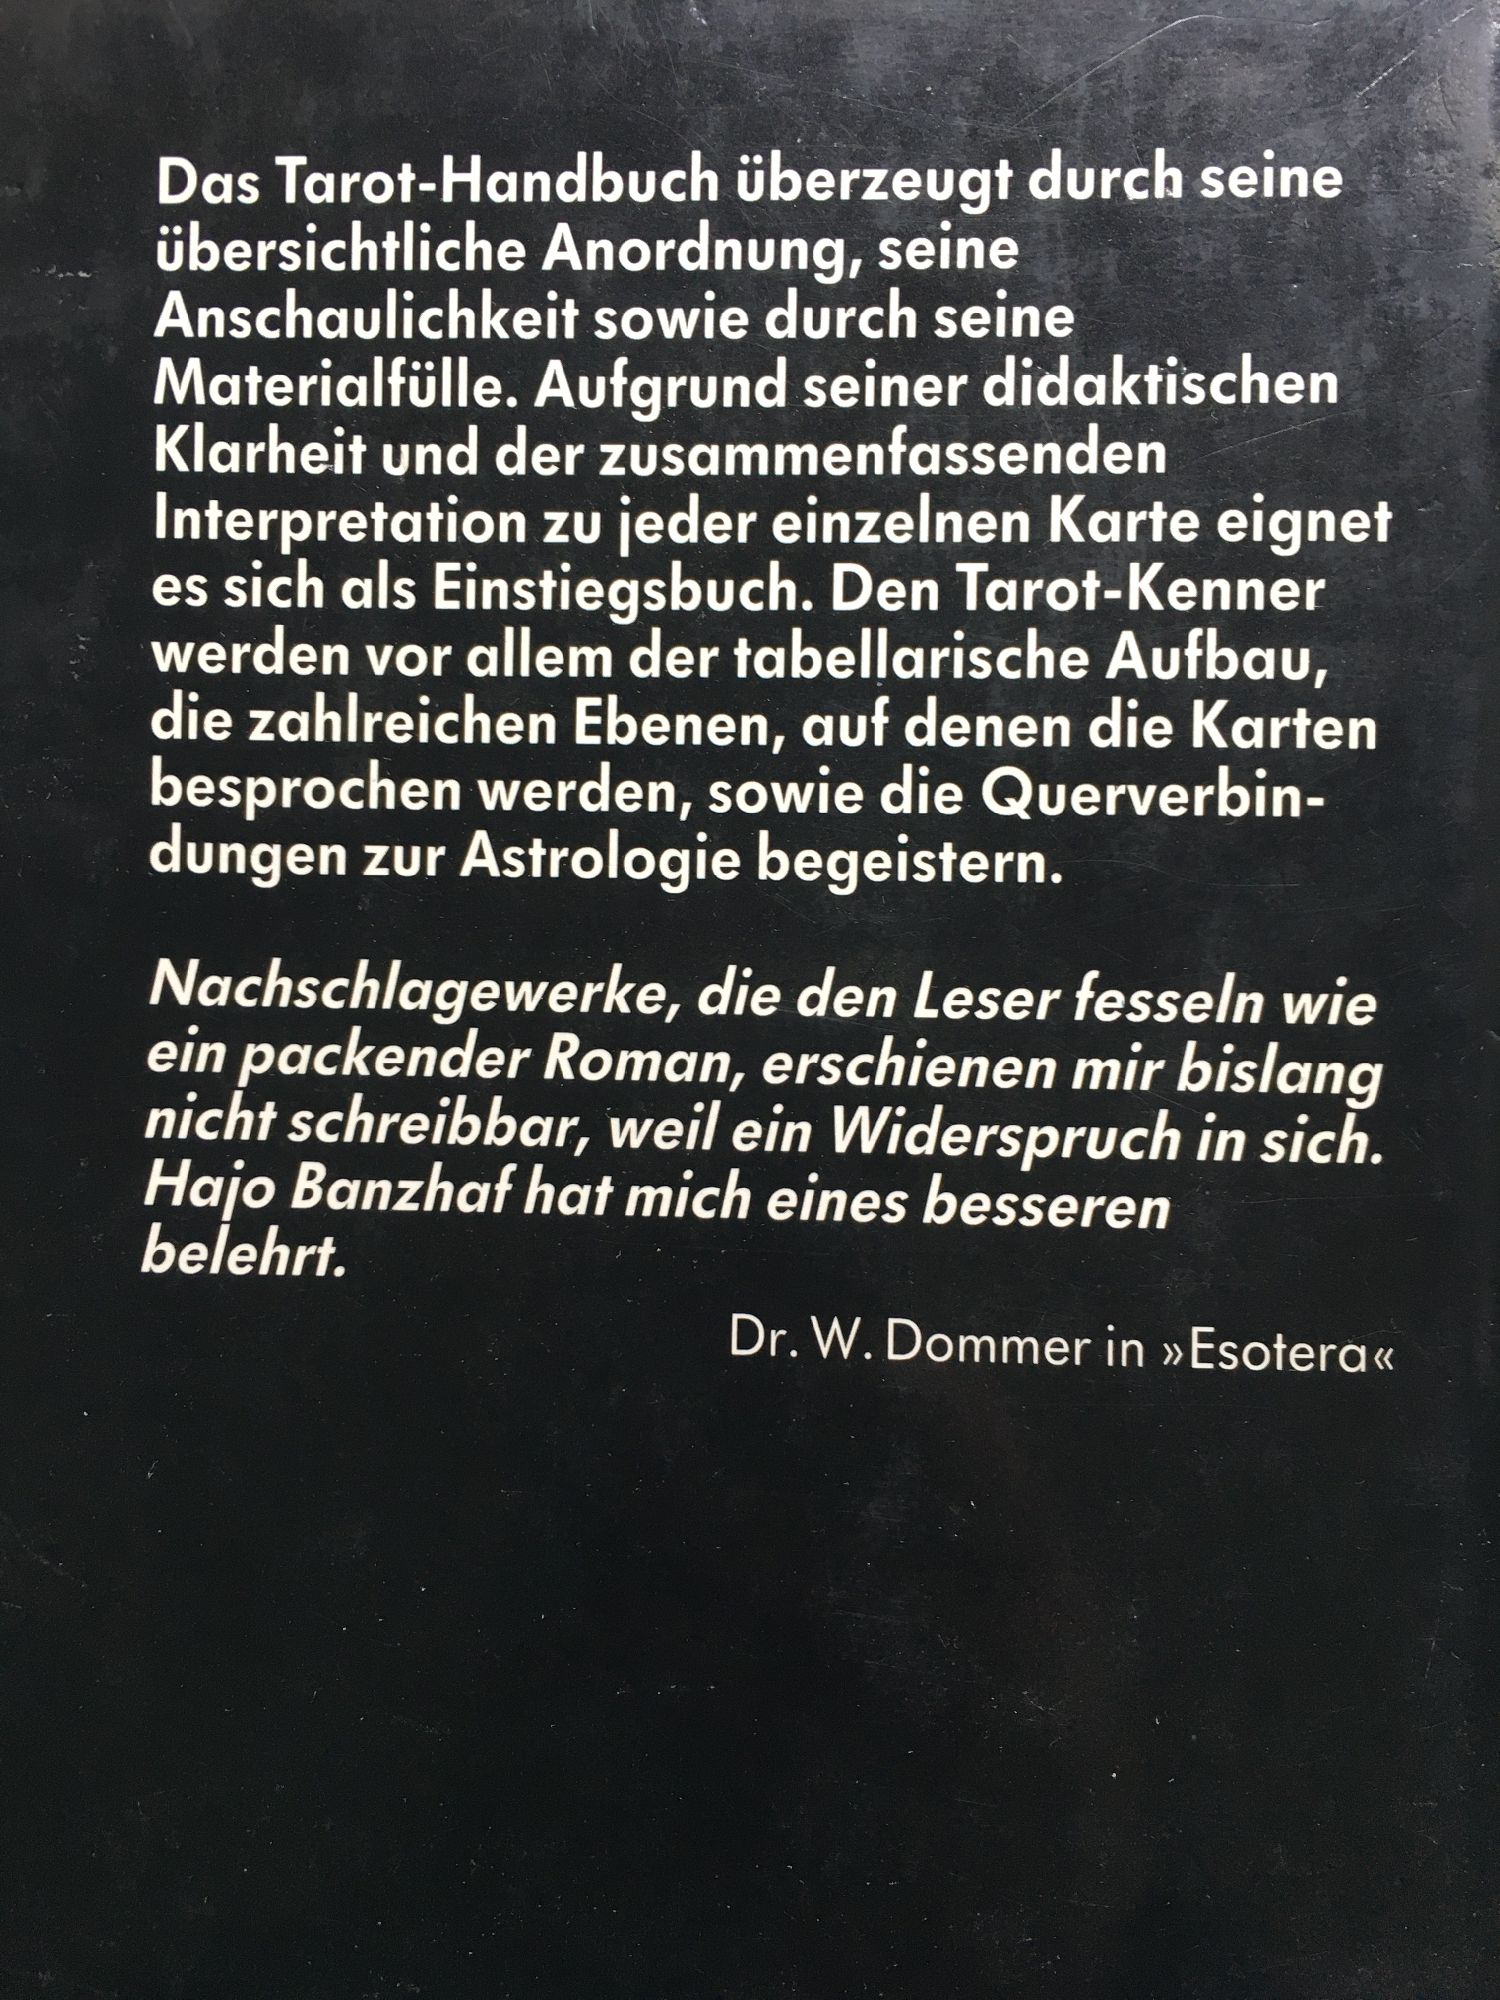 Das Tarot-Handbuch überzeugt durch seine
übersichtliche Anordnung, seine
Anschaulichkeit sowie durch seine
Materialfülle. Aufgrund seiner didaktischen
Klarheit und der zusammenfassenden
Interpretation zu jeder einzelnen Karte eignet
es sich als Einstiegsbuch. Den Tarot-Kenner
werden vor allem der tabellarische Aufbau,
die zahlreichen Ebenen, auf denen die Karten
besprochen werden, sowie die Querverbin-
dungen zur Astrologie begeistern.
Nachschlagewerke, die den Leser fesseln wie
ein packender Roman, erschienen mir bislang
nicht schreibbar, weil ein Widerspruch in sich.
Hajo Banzhaf hat mich eines besseren
belehrt.
Dr. W. Dommer in »Esotera«